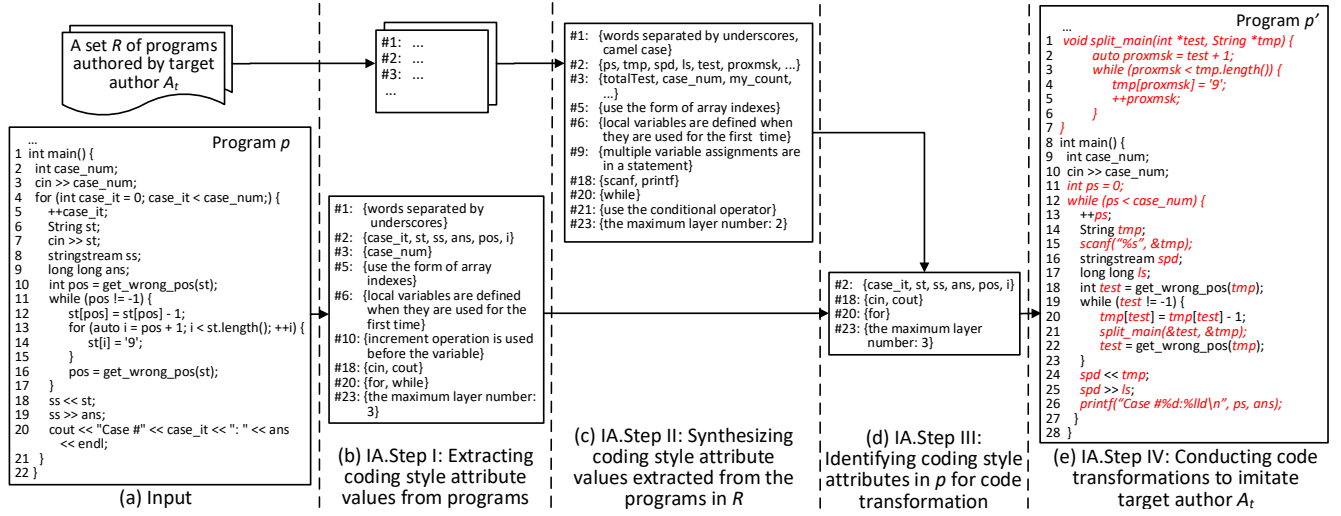 A set R of programs
authored by target
author At
Program p
...
1 int main() {
2 int case_num;
3 cin >> case_num;
4 for (int case_it = 0; case_it < case_num;) {
5 ++case_it;
6 String st;
7 cin >> st;
8 stringstream ss;
9 long long ans;
10 int pos = get_wrong_pos(st);
11 while (pos != -1) {
12 st[pos] = st[pos] - 1;
13 for (auto i = pos + 1; i < st.length(); ++i) {
14 st[i] = '9';
15 }
16 pos = get_wrong_pos(st);
17 }
18 ss << st;
19 ss >> ans;
20 cout << "Case #" << case_it << ": " << ans
<< endl;
21 }
22 }
(a) Input
#1: ...
#2: ...
#3: ...
...
#1: {words separated by
underscores}
#2: {case_it, st, ss, ans, pos, i}
#3: {case_num}
#5: {use the form of array
indexes}
#6: {local variables are defined
when they are used for the
first time}
#10: {increment operation is used
before the variable}
#18: {cin, cout}
#20: {for, while}
#23: {the maximum layer number:
3}
(b) IA.Step I: Extracting
coding style attribute
values from programs
#1: {words separated by underscores,
camel case}
#2: {ps, tmp, spd, ls, test, proxmsk, ...}
#3: {totalTest, case_num, my_count,
...}
#5: {use the form of array indexes}
#6: {local variables are defined when
they are used for the first time}
#9: {multiple variable assignments are
in a statement}
#18: {scanf, printf}
#20: {while}
#21: {use the conditional operator}
#23: {the maximum layer number: 2}
(c) IA.Step II: Synthesizing
coding style attribute
values extracted from the
programs in R
#2: {case_it, st, ss, ans, pos, i}
#18: {cin, cout}
#20: {for}
#23: {the maximum layer
number: 3}
(d) IA.Step III:
Identifying coding style
attributes in p for code
transformation
Program p’
...
1 void split_main(int *test, String *tmp) {
2 auto proxmsk = test + 1;
3 while (proxmsk < tmp.length()) {
4 tmp[proxmsk] = '9';
5 ++proxmsk;
6 }
7 }
8 int main() {
9 int case_num;
10 cin >> case_num;
11 int ps = 0;
12 while (ps < case_num) {
13 ++ps;
14 String tmp;
15 scanf(“%s”, &tmp);
16 stringstream spd;
17 long long ls;
18 int test = get_wrong_pos(tmp);
19 while (test != -1) {
20 tmp[test] = tmp[test] - 1;
21 split_main(&test, &tmp);
22 test = get_wrong_pos(tmp);
23 }
24 spd << tmp;
25 spd >> ls;
26 printf(“Case #%d:%lld\n”, ps, ans);
27 }
28 }
(e) IA.Step IV: Conducting code
transformations to imitate
target author At